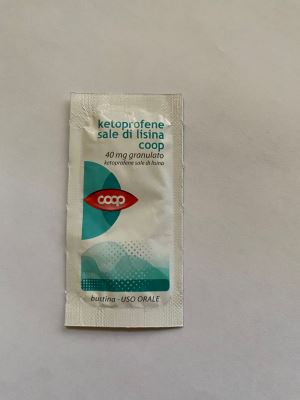 ketoprofene
sale di lisina
coop
40 mg granulato
ketoprofene sale di lisina
coop
bustina - USO ORALE